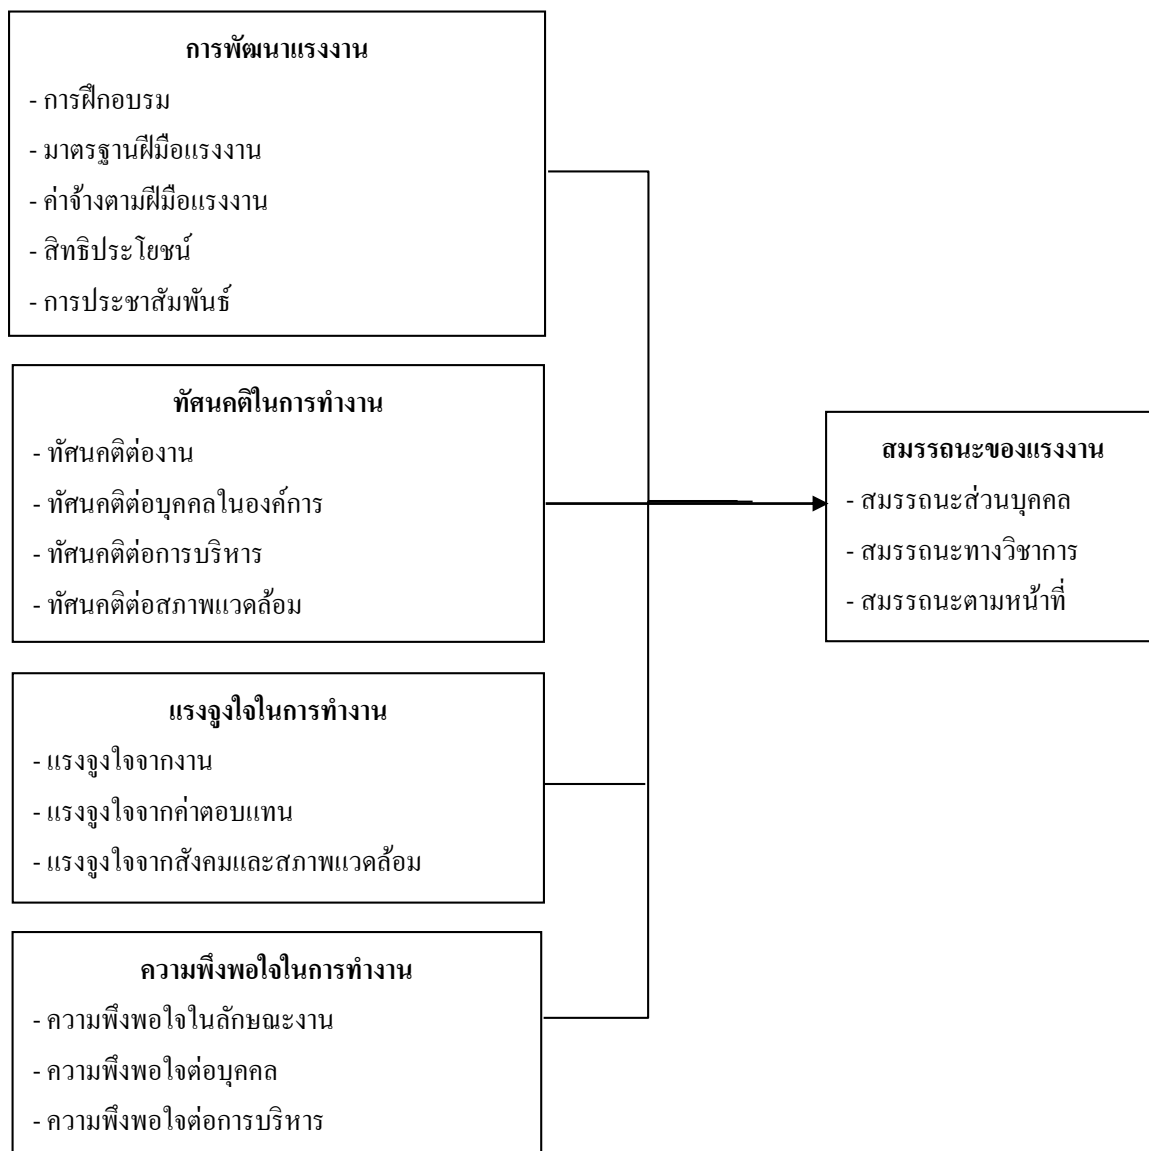 การพัฒนาแรงงาน
- การฝึกอบรม
- มาตรฐานฝีมือแรงงาน
- ค่าจ้างตามฝีมือแรงงาน
- สิทธิประโยชน์
- การประชาสัมพันธ์
ทัศนคติในการทำงาน
- ทัศนคติต่องาน
- ทัศนคติต่อบุคคลในองค์การ
- ทัศนคติต่อการบริหาร
- ทัศนคติต่อสภาพแวดล้อม
แรงจูงใจในการทำงาน
- แรงจูงใจจากงาน
- แรงจูงใจจากค่าตอบแทน
- แรงจูงใจจากสังคมและสภาพแวดล้อม
ความพึงพอใจในการทำงาน
- ความพึงพอใจในลักษณะงาน
- ความพึงพอใจต่อบุคคล
- ความพึงพอใจต่อการบริหาร
สมรรถนะของแรงงาน
- สมรรถนะส่วนบุคคล
- สมรรถนะทางวิชาการ
- สมรรถนะตามหน้าที่